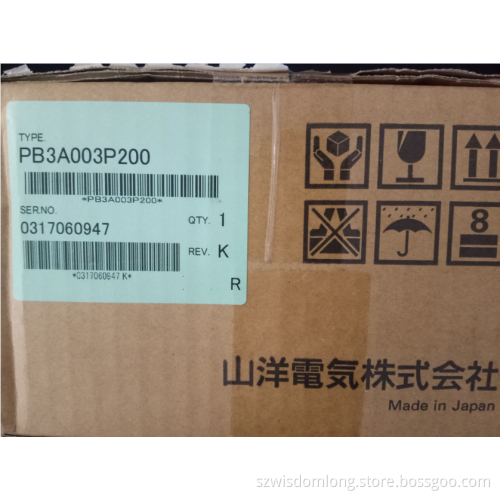 TYPE.
PB3A003P200
*PB3A003P200*
SER.NO.
QTY. 1
0317060947
REV. K
*0317060947 K*
R
8
山洋電気株式会社
Made in Japan
szwisdomlong.store.bossgoo.com